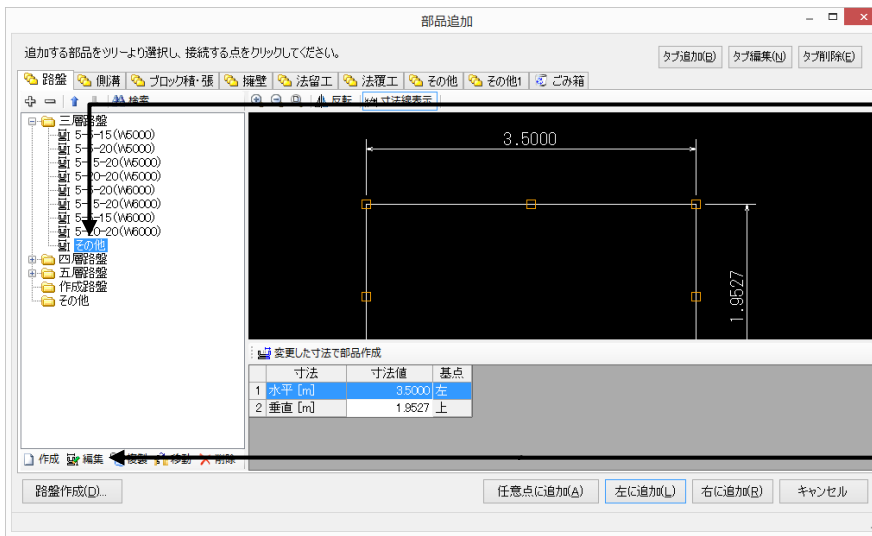 部品追加
追加する部品をツリーより選択し、接続する点をクリックしてください。
タブ追加(B) タブ編集(N) タブ削除(E)
路盤 側溝 ブロック積・張 擁壁 法留工 法覆工 その他 その他1 ごみ箱
検索 反転 寸法線表示
三層路盤
5-5-15(W5000)
5-5-20(W5000)
5-15-20(W5000)
5-20-20(W5000)
5-5-20(W6000)
5-15-20(W6000)
5-5-15(W6000)
5-20-20(W6000)
その他
四層路盤
五層路盤
作成路盤
その他
3.5000
1.9527
変更した寸法で部品作成
寸法 寸法値 基点
1 水平 [m] 3.5000 左
2 垂直 [m] 1.9527 上
作成 編集 複製 移動 削除
路盤作成(D)... 任意点に追加(A) 左に追加(L) 右に追加(R) キャンセル